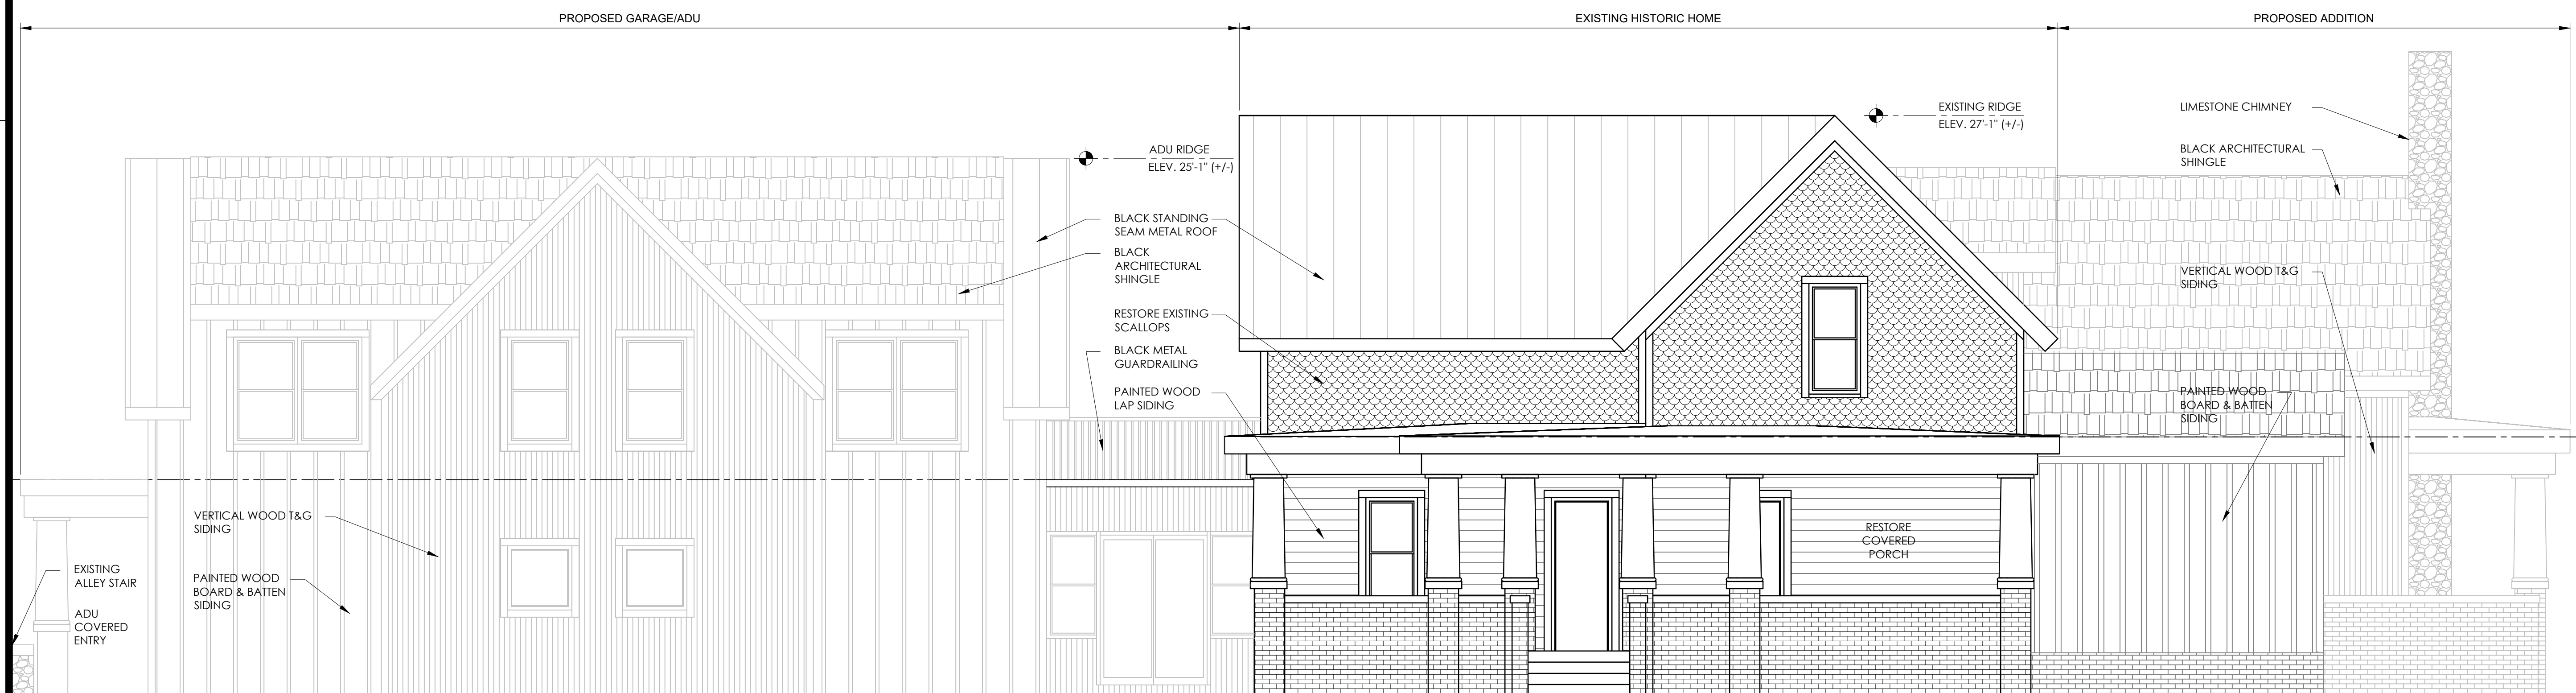 PROPOSED GARAGE/ADU
EXISTING HISTORIC HOME
PROPOSED ADDITION
ADU RIDGE
ELEV. 25'-1" (+/-)
EXISTING RIDGE
ELEV. 27'-1" (+/-)
LIMESTONE CHIMNEY
BLACK ARCHITECTURAL
SHINGLE
BLACK STANDING
SEAM METAL ROOF
BLACK
ARCHITECTURAL
SHINGLE
RESTORE EXISTING
SCALLOPS
BLACK METAL
GUARDRAILING
PAINTED WOOD
LAP SIDING
VERTICAL WOOD T&G
SIDING
PAINTED WOOD
BOARD & BATTEN
SIDING
VERTICAL WOOD T&G
SIDING
PAINTED WOOD
BOARD & BATTEN
SIDING
EXISTING
ALLEY STAIR
ADU
COVERED
ENTRY
RESTORE
COVERED
PORCH